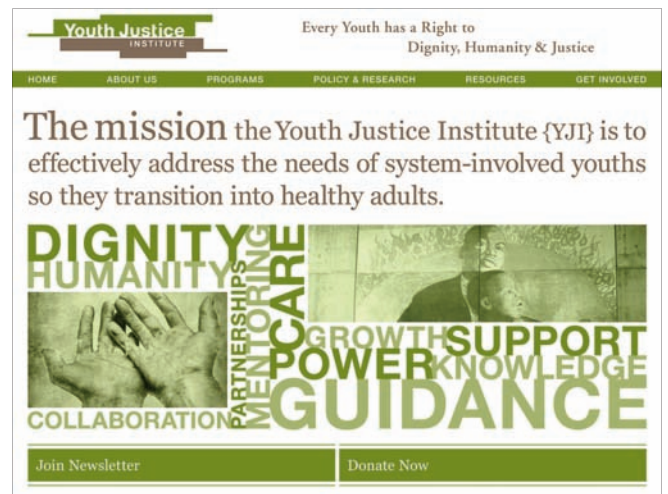 Youth Justice
INSTITUTE
Every Youth has a Right to
Dignity, Humanity & Justice
HOME ABOUT US PROGRAMS POLICY & RESEARCH RESOURCES GET INVOLVED
The mission the Youth Justice Institute {YJI} is to
effectively address the needs of system-involved youths
so they transition into healthy adults.
DIGNITY
HUMANITY
PARTNERSHIPS
MENTORING
CARE
GROWTH SUPPORT
POWER KNOWLEDGE
GUIDANCE
COLLABORATION
Join Newsletter
Donate Now